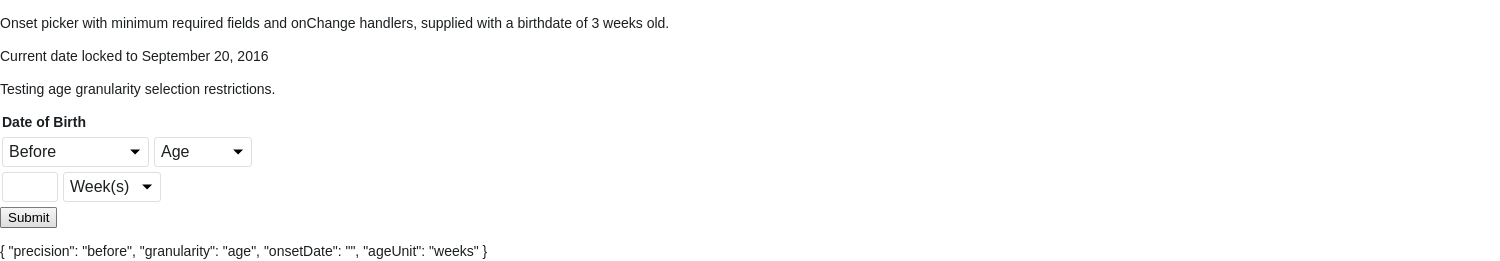 Onset picker with minimum required fields and onChange handlers, supplied with a birthdate of 3 weeks old.
Current date locked to September 20, 2016
Testing age granularity selection restrictions.
Date of Birth
Before Age
Week(s)
Submit
{ "precision": "before", "granularity": "age", "onsetDate": "", "ageUnit": "weeks" }